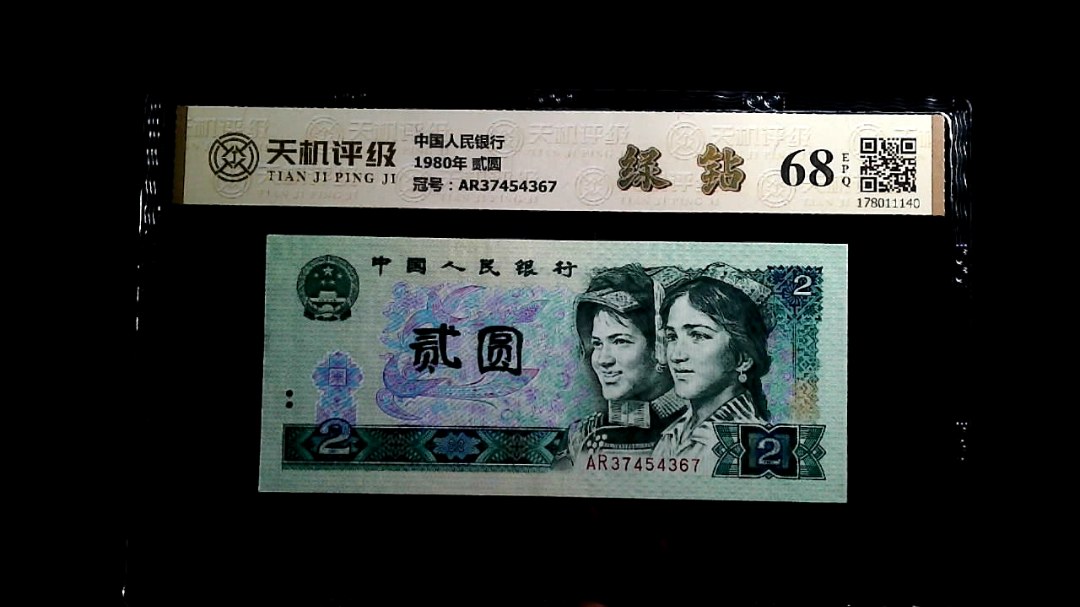 天机评级
TIAN JI PING JI
中国人民银行
1980年 贰圆
冠号：AR37454367
绿钻
68
EPQ
178011140
中国人民银行
2
贰圆
2
AR37454367
2